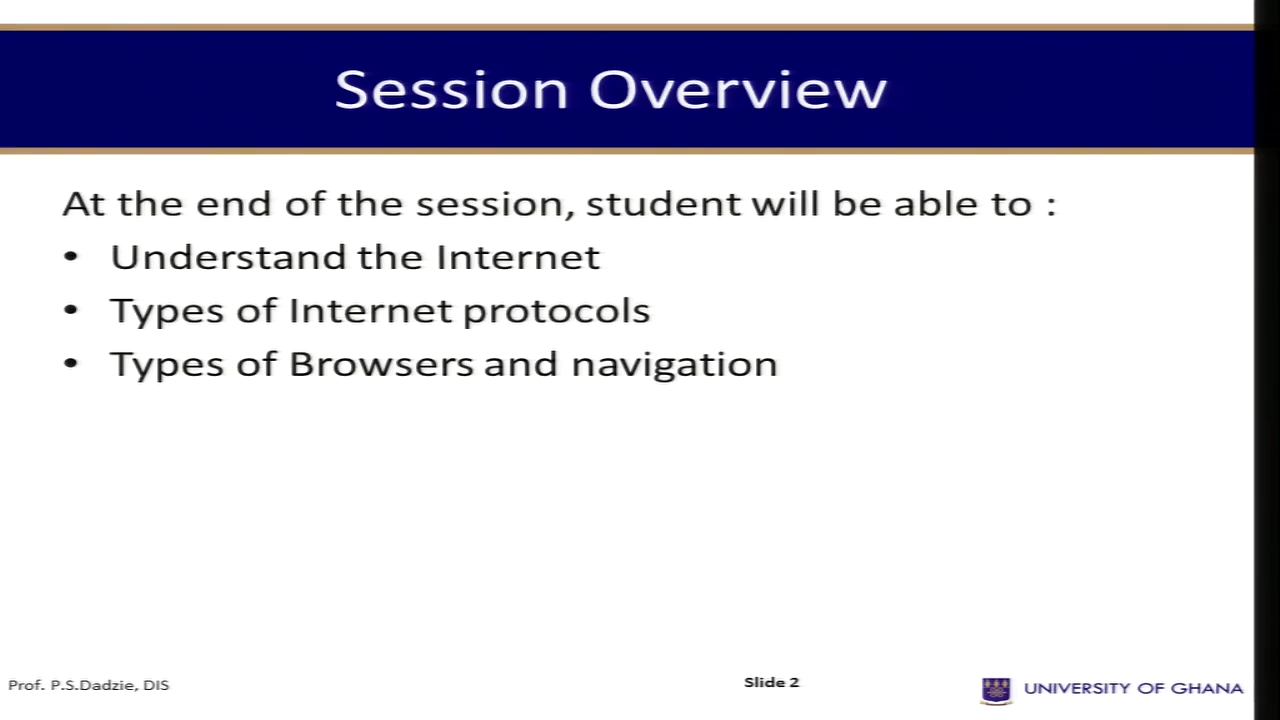 Session Overview
At the end of the session, student will be able to :
• Understand the Internet
• Types of Internet protocols
• Types of Browsers and navigation
Prof. P.S.Dadzie, DIS
Slide 2
UNIVERSITY OF GHANA